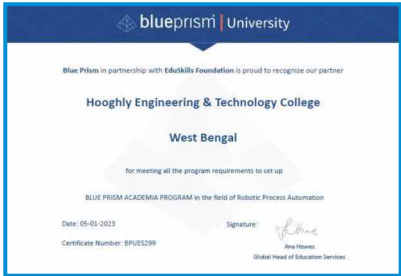 blueprism | University
Blue Prism in partnership with EduSkills Foundation is proud to recognize our partner
Hooghly Engineering & Technology College
West Bengal
for meeting all the program requirements to set up
BLUE PRISM ACADEMIA PROGRAM in the field of Robotic Process Automation
Date: 05-01-2023
Signature:
Certificate Number: BPUES299
Ana Howes
Global Head of Education Services